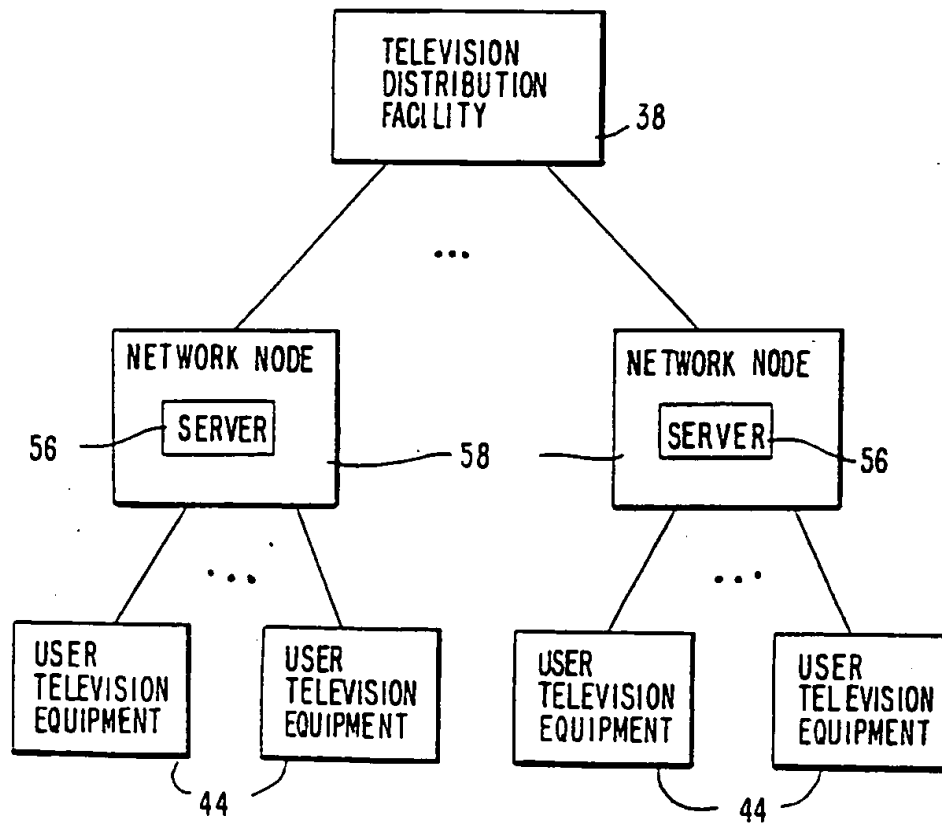 TELEVISION
DISTRIBUTION
FACILITY
38
...
NETWORK NODE
SERVER
56
58
NETWORK NODE
SERVER
56
...
...
USER
TELEVISION
EQUIPMENT
USER
TELEVISION
EQUIPMENT
USER
TELEVISION
EQUIPMENT
USER
TELEVISION
EQUIPMENT
44
44